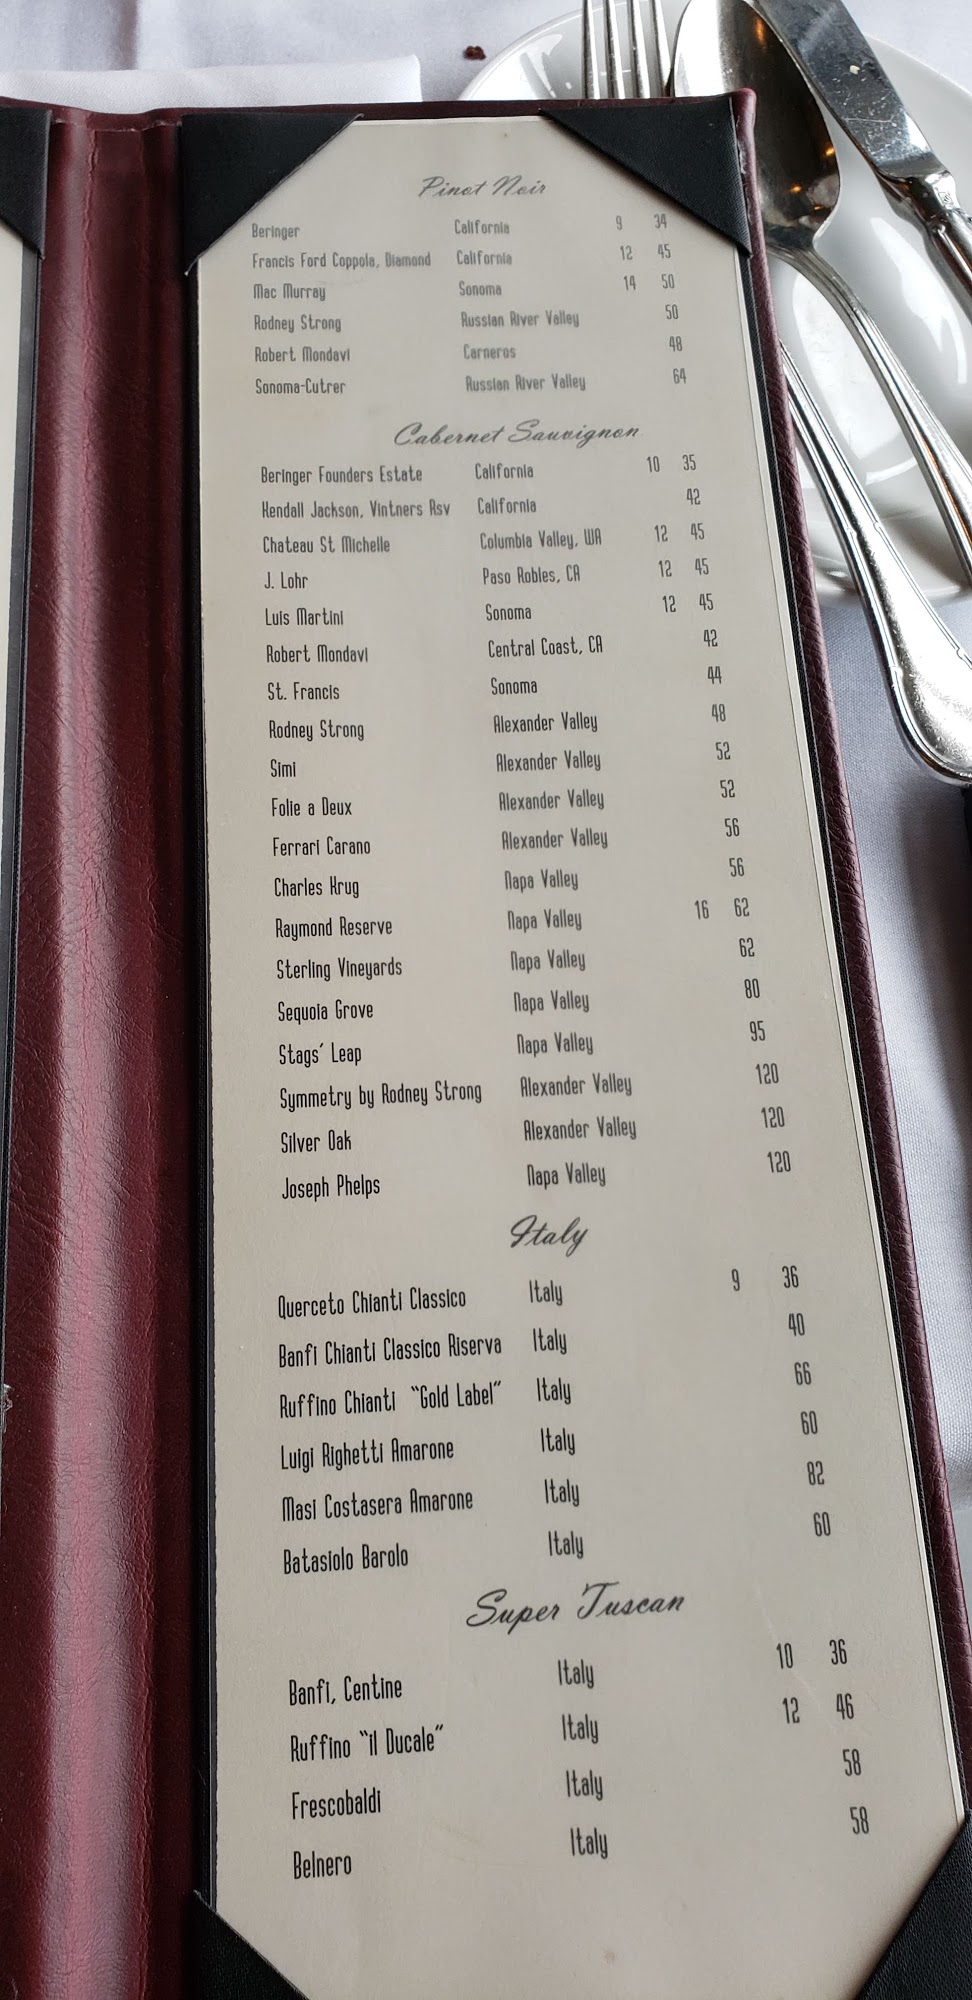 Pinot Noir
Beringer California 9 34
Francis Ford Coppola, Diamond California 12 45
Mac Murray Sonoma 14 50
Rodney Strong Russian River Valley 50
Robert Mondavi Carneros 48
Sonoma-Cutrer Russian River Valley 64
Cabernet Sauvignon
Beringer Founders Estate California 10 35
Kendall Jackson, Vintners Rsv California 42
Chateau St Michelle Columbia Valley, WA 12 45
J. Lohr Paso Robles, CA 12 45
Luis Martini Sonoma 12 45
Robert Mondavi Central Coast, CA 42
St. Francis Sonoma 44
Rodney Strong Alexander Valley 48
Simi Alexander Valley 52
Folie a Deux Alexander Valley 52
Ferrari Carano Alexander Valley 56
Charles Krug Napa Valley 56
Raymond Reserve Napa Valley 16 62
Sterling Vineyards Napa Valley 62
Sequoia Grove Napa Valley 80
Stags' Leap Napa Valley 95
Symmetry by Rodney Strong Alexander Valley 120
Silver Oak Alexander Valley 120
Joseph Phelps Napa Valley 120
Italy
Querceto Chianti Classico Italy 9 36
Banfi Chianti Classico Riserva Italy 40
Ruffino Chianti "Gold Label" Italy 66
Luigi Righetti Amarone Italy 60
Masi Costasera Amarone Italy 82
Batasiolo Barolo Italy 60
Super Tuscan
Banfi, Centine Italy 10 36
Ruffino "il Ducale" Italy 12 46
Frescobaldi Italy 58
Belnero Italy 58